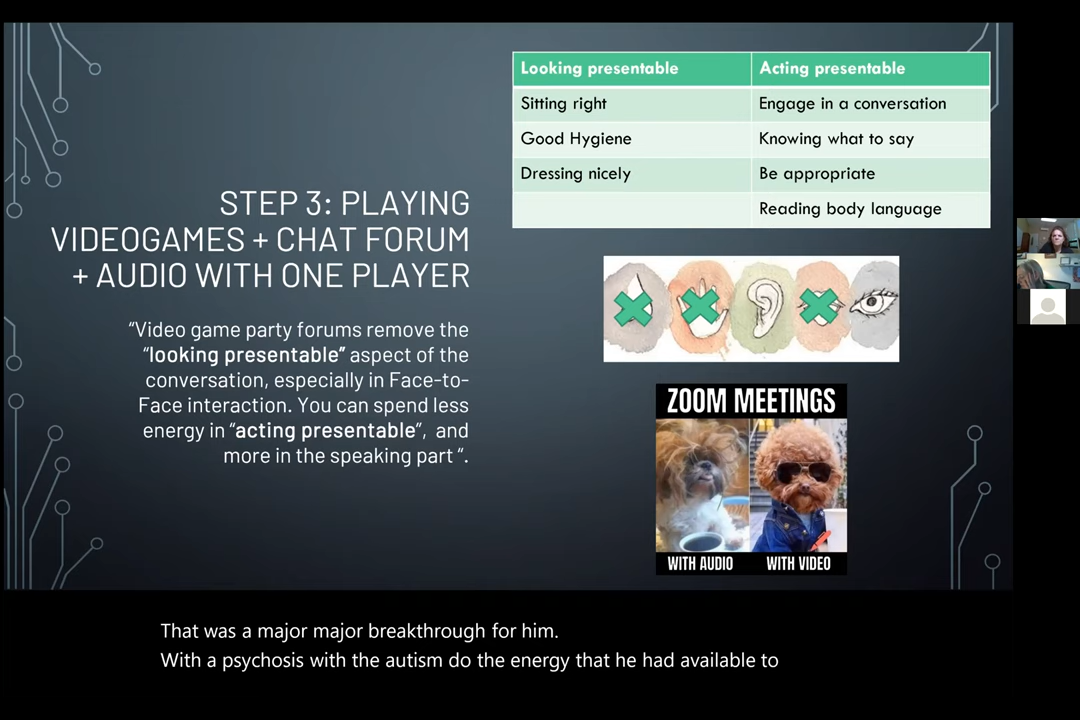 STEP 3: PLAYING
VIDEOGAMES + CHAT FORUM
+ AUDIO WITH ONE PLAYER
“Video game party forums remove the
“looking presentable” aspect of the
conversation, especially in Face-to-
Face interaction. You can spend less
energy in “acting presentable”, and
more in the speaking part “.
Looking presentable Acting presentable
Sitting right Engage in a conversation
Good Hygiene Knowing what to say
Dressing nicely Be appropriate
Reading body language
ZOOM MEETINGS
WITH AUDIO WITH VIDEO
That was a major major breakthrough for him.
With a psychosis with the autism do the energy that he had available to